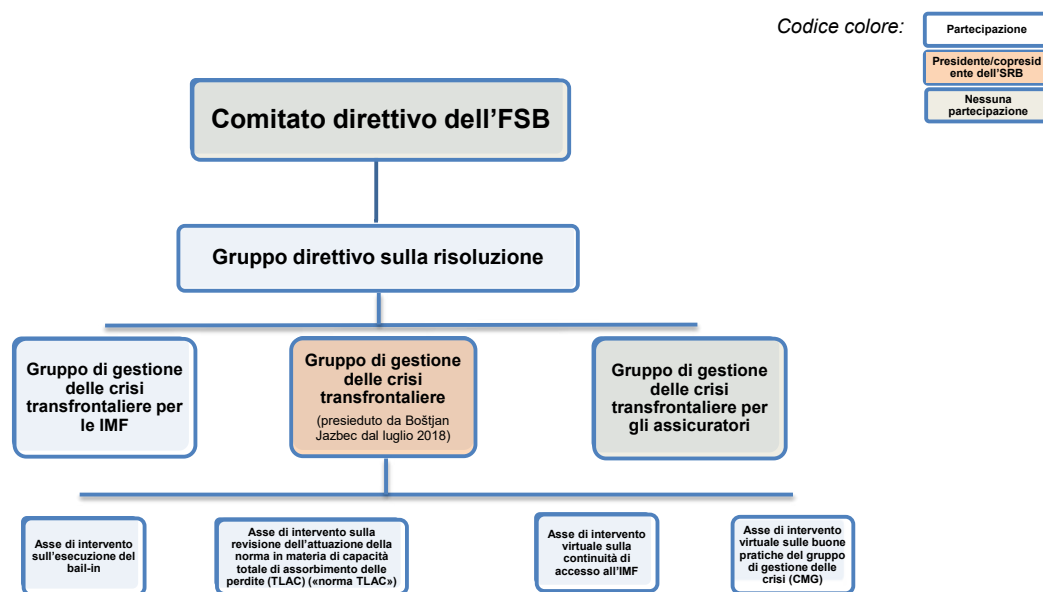 Codice colore:
Partecipazione
Presidente/copresid
ente dell'SRB
Nessuna
partecipazione
Comitato direttivo dell'FSB
Gruppo direttivo sulla risoluzione
Gruppo di gestione
delle crisi
transfrontaliere per
le IMF
Gruppo di gestione
delle crisi
transfrontaliere
(presieduto da Boštjan
Jazbec dal luglio 2018)
Gruppo di gestione
delle crisi
transfrontaliere per
gli assicuratori
Asse di intervento
sull'esecuzione del
bail-in
Asse di intervento sulla
revisione dell'attuazione della
norma in materia di capacità
totale di assorbimento delle
perdite (TLAC) («norma TLAC»)
Asse di intervento
virtuale sulla
continuità di
accesso all'IMF
Asse di intervento
virtuale sulle buone
pratiche del gruppo
di gestione delle
crisi (CMG)